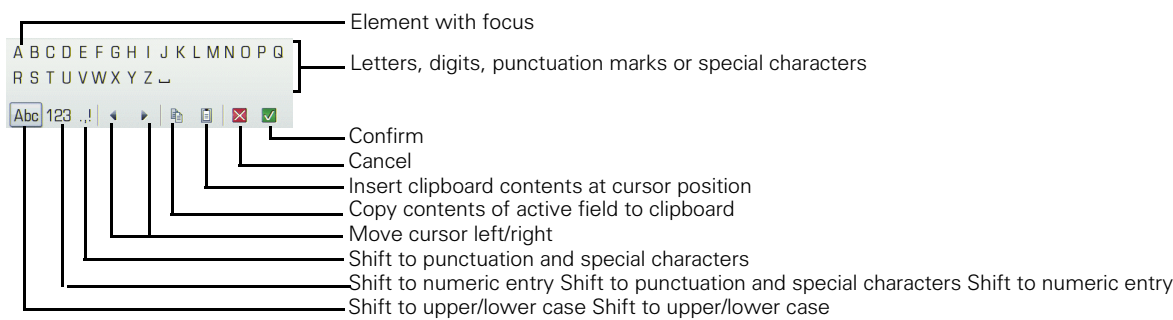 Element with focus
A B C D E F G H I J K L M N O P Q
Letters, digits, punctuation marks or special characters
R S T U V W X Y Z
Abc 123 .,!
Confirm
Cancel
Insert clipboard contents at cursor position
Copy contents of active field to clipboard
Move cursor left/right
Shift to punctuation and special characters
Shift to numeric entry Shift to punctuation and special characters Shift to numeric entry
Shift to upper/lower case Shift to upper/lower case